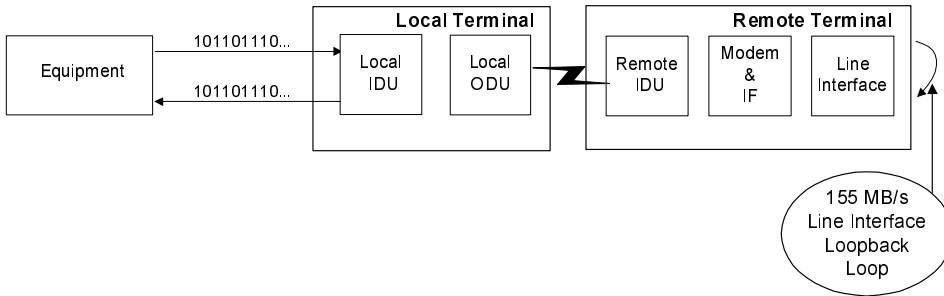 Local Terminal
Remote Terminal
Equipment
101101110...
101101110...
Local
IDU
Local
ODU
Remote
IDU
Modem
&
IF
Line
Interface
155 MB/s
Line Interface
Loopback
Loop